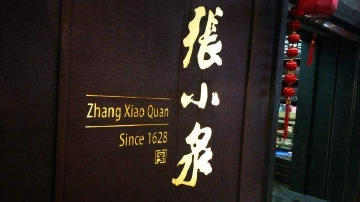 張小泉
Zhang Xiao Quan
Since 1628